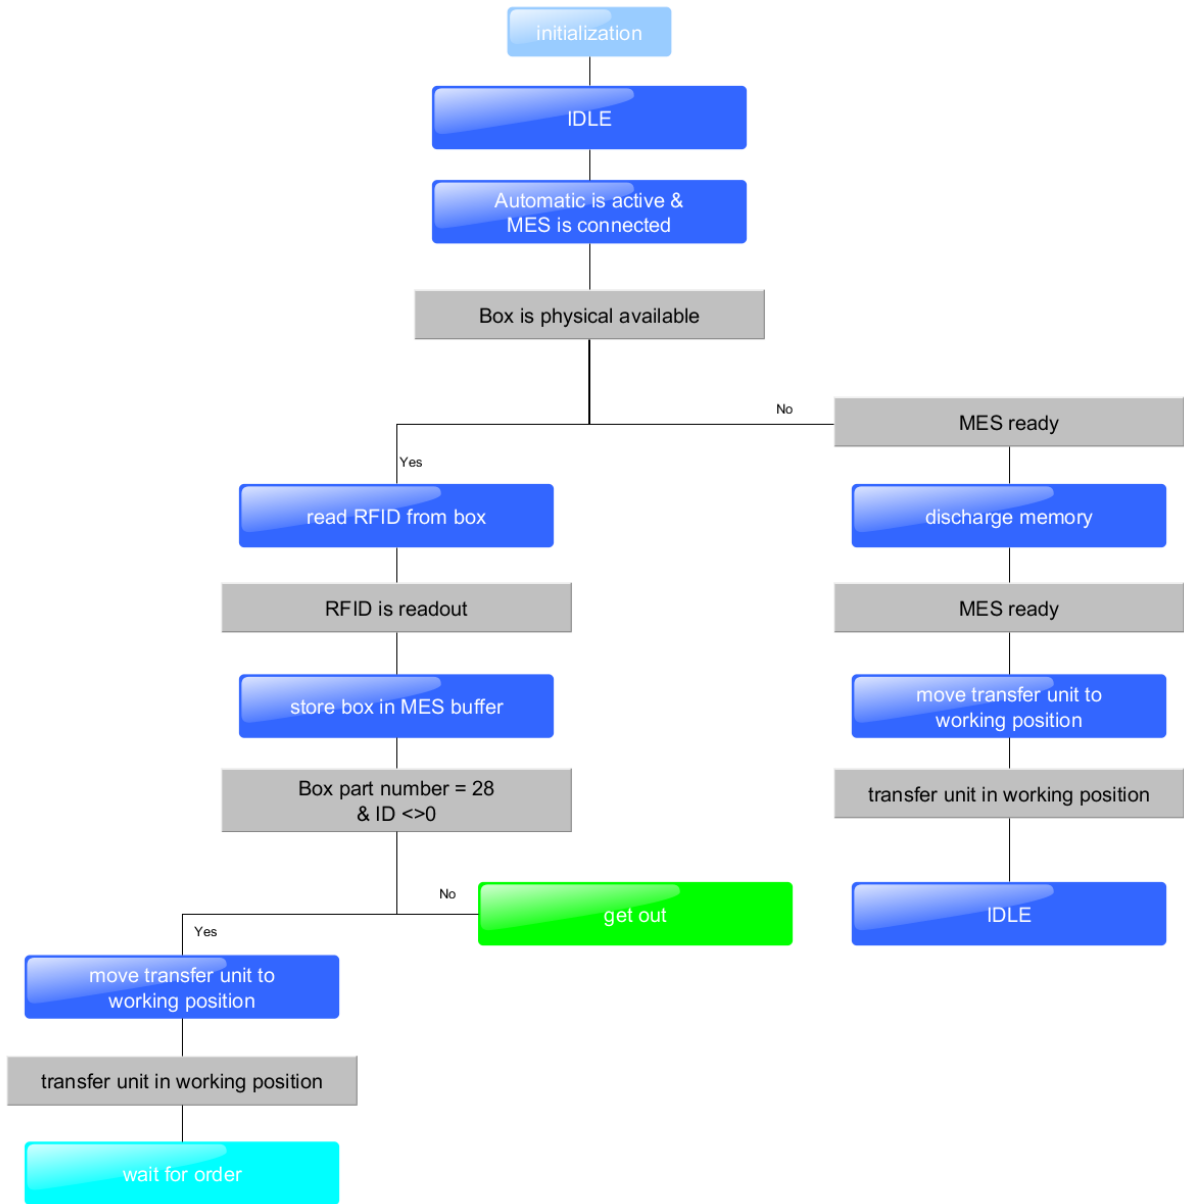 initialization
IDLE
Automatic is active &
MES is connected
Box is physical available
No
MES ready
Yes
read RFID from box
discharge memory
RFID is readout
MES ready
store box in MES buffer
move transfer unit to
working position
Box part number = 28
& ID <>0
transfer unit in working position
No
get out
IDLE
Yes
move transfer unit to
working position
transfer unit in working position
wait for order